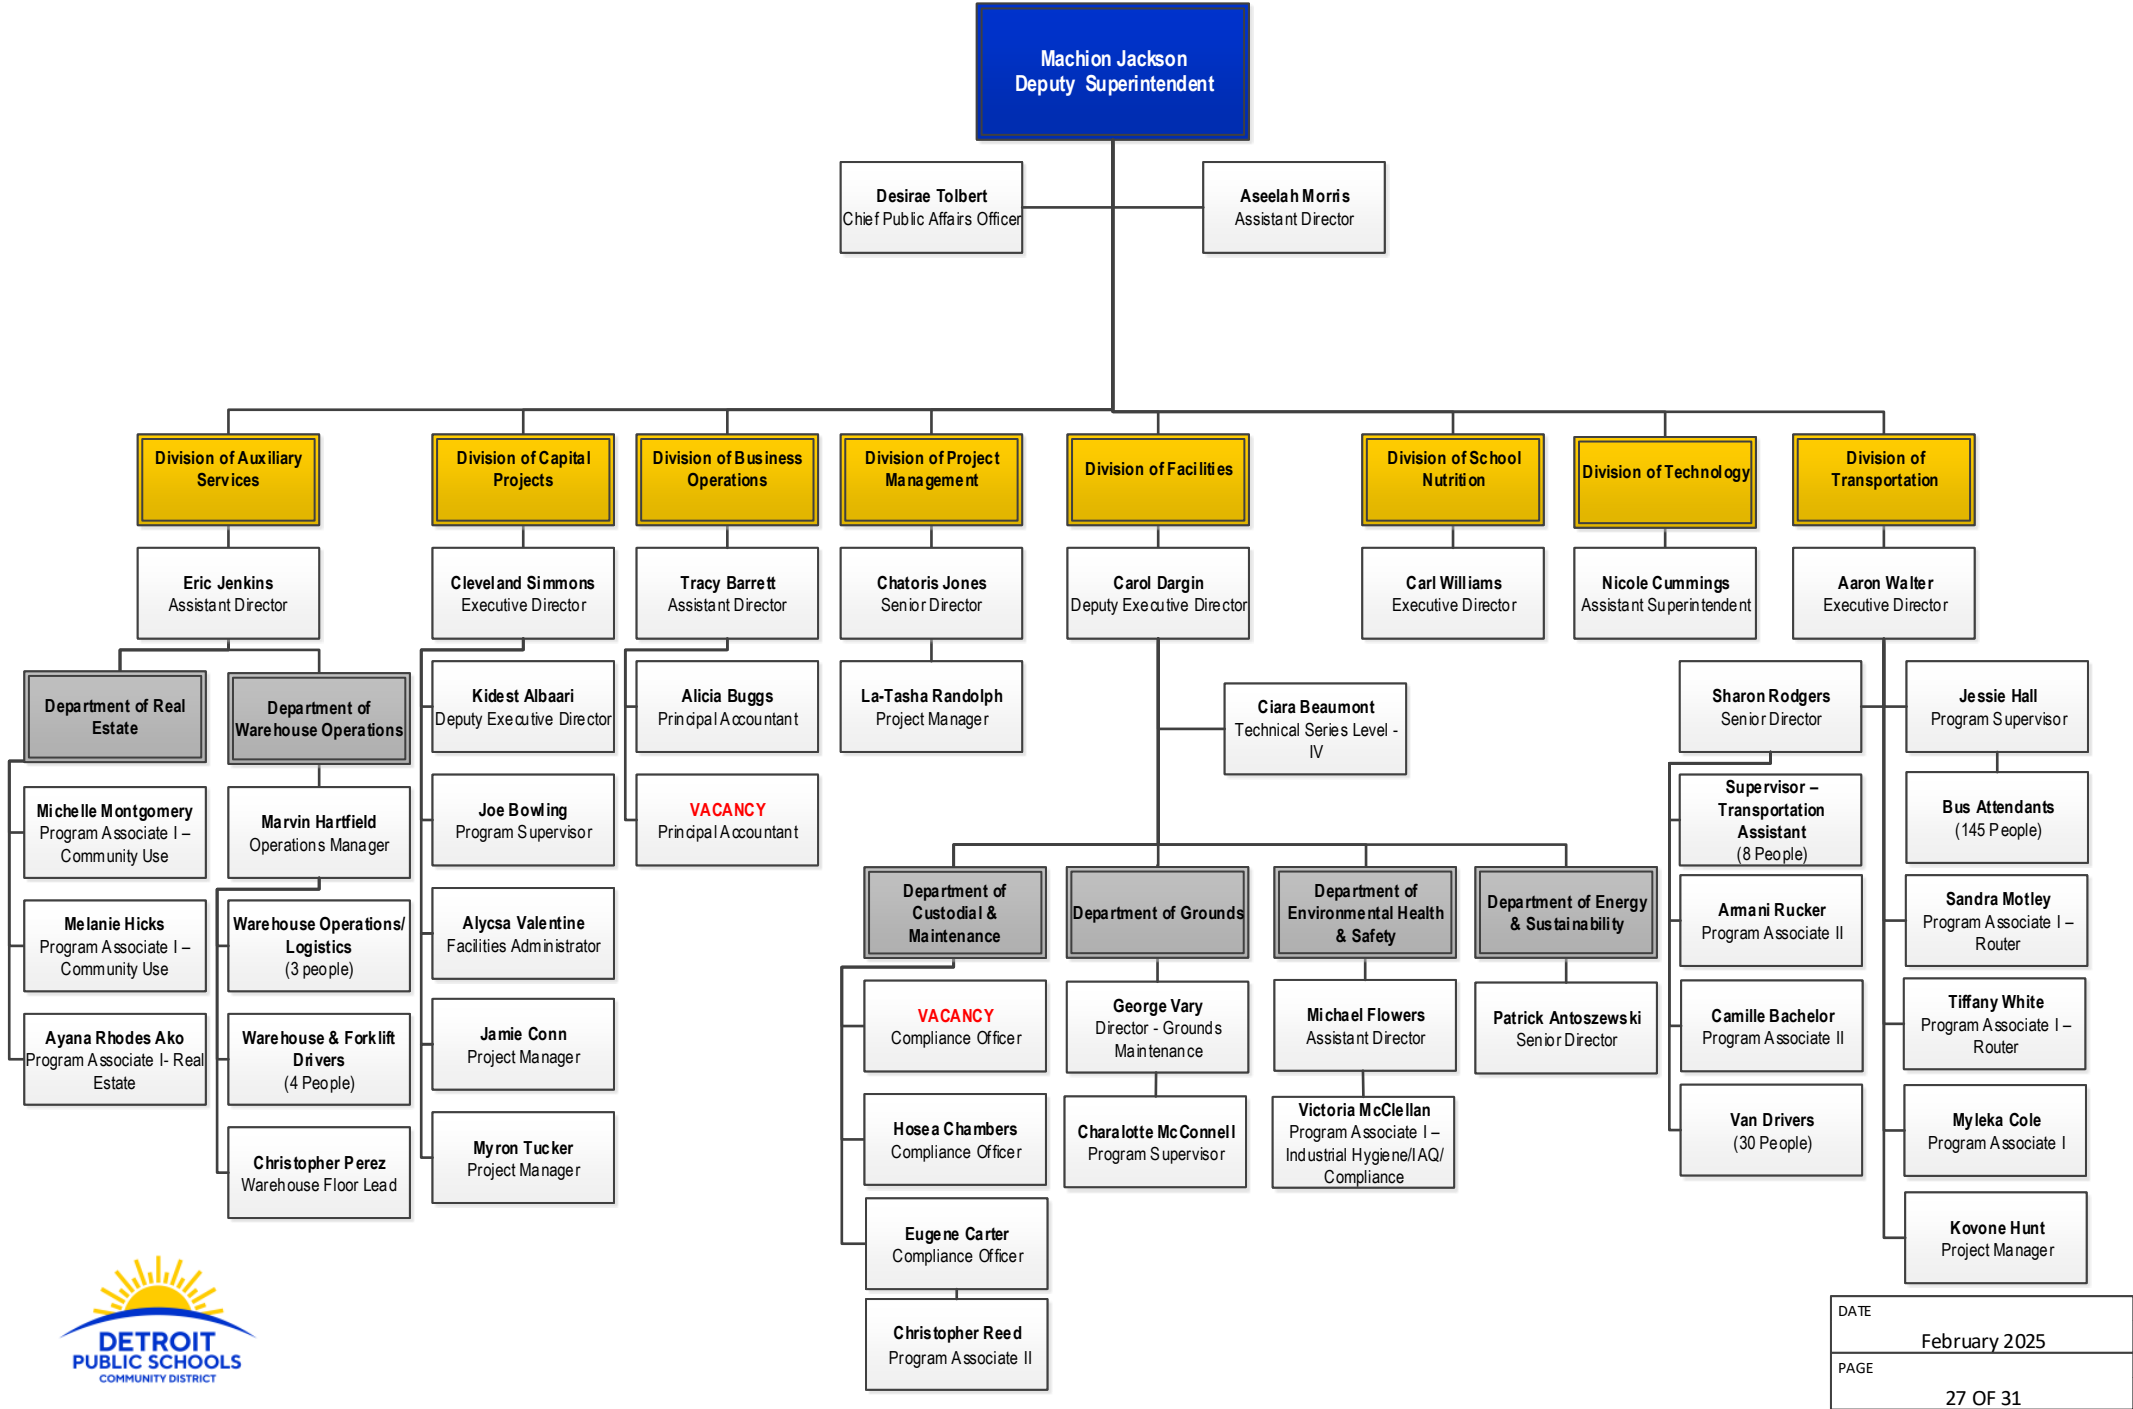 Machion Jackson
Deputy Superintendent
Desirae Tolbert
Chief Public Affairs Officer
Aseelah Morris
Assistant Director
Division of Auxiliary
Services
Division of Capital
Projects
Division of Business
Operations
Division of Project
Management
Division of Facilities
Division of School
Nutrition
Division of Technology
Division of
Transportation
Eric Jenkins
Assistant Director
Cleveland Simmons
Executive Director
Tracy Barrett
Assistant Director
Chatoris Jones
Senior Director
Carol Dargin
Deputy Executive Director
Carl Williams
Executive Director
Nicole Cummings
Assistant Superintendent
Aaron Walter
Executive Director
Department of Real
Estate
Department of
Warehouse Operations
Kidest Albaari
Deputy Executive Director
Alicia Buggs
Principal Accountant
La-Tasha Randolph
Project Manager
Ciara Beaumont
Technical Series Level -
IV
Sharon Rodgers
Senior Director
Jessie Hall
Program Supervisor
Michelle Montgomery
Program Associate I –
Community Use
Marvin Hartfield
Operations Manager
Joe Bowling
Program Supervisor
VACANCY
Principal Accountant
Supervisor –
Transportation
Assistant
(8 People)
Bus Attendants
(145 People)
Melanie Hicks
Program Associate I –
Community Use
Warehouse Operations/
Logistics
(3 people)
Alycsa Valentine
Facilities Administrator
Department of
Custodial &
Maintenance
Department of Grounds
Department of
Environmental Health
& Safety
Department of Energy
& Sustainability
Armani Rucker
Program Associate II
Sandra Motley
Program Associate I –
Router
Ayana Rhodes Ako
Program Associate I- Real
Estate
Warehouse & Forklift
Drivers
(4 People)
Jamie Conn
Project Manager
VACANCY
Compliance Officer
George Vary
Director - Grounds
Maintenance
Michael Flowers
Assistant Director
Patrick Antoszewski
Senior Director
Camille Bachelor
Program Associate II
Tiffany White
Program Associate I –
Router
Christopher Perez
Warehouse Floor Lead
Myron Tucker
Project Manager
Hosea Chambers
Compliance Officer
Charalotte McConnell
Program Supervisor
Victoria McClellan
Program Associate I –
Industrial Hygiene/IAQ/
Compliance
Van Drivers
(30 People)
Myleka Cole
Program Associate I
Eugene Carter
Compliance Officer
Kovone Hunt
Project Manager
Christopher Reed
Program Associate II
DETROIT
PUBLIC SCHOOLS
COMMUNITY DISTRICT
DATE
February 2025
PAGE
27 OF 31